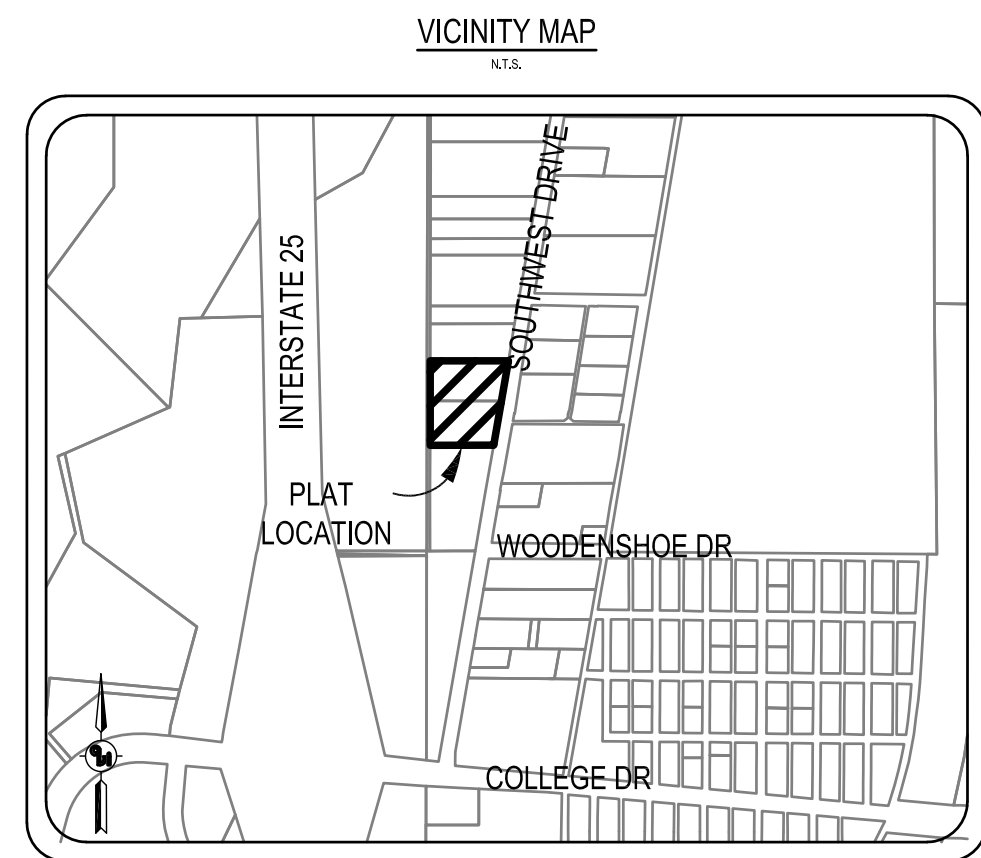 VICINITY MAP
N.T.S.
SOUTHWEST DRIVE
INTERSTATE 25
PLAT
LOCATION
WOODENSHOE DR
COLLEGE DR